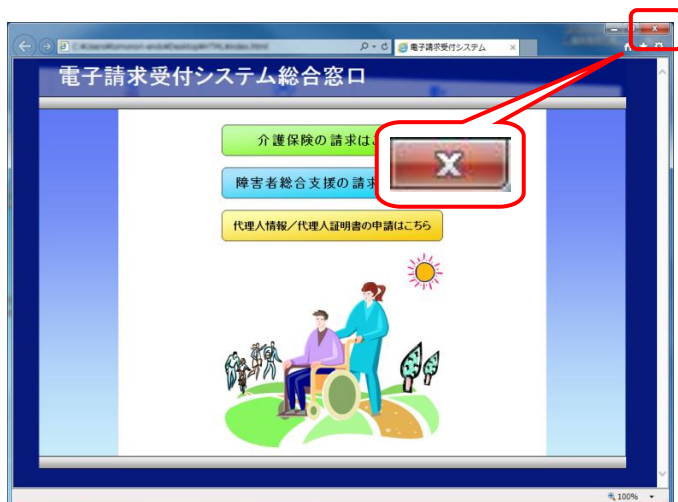 電子請求受付システム ×
電子請求受付システム総合窓口
介護保険の請求は
障害者総合支援の請求
代理人情報／代理人証明書の申請はこちら
X
100%